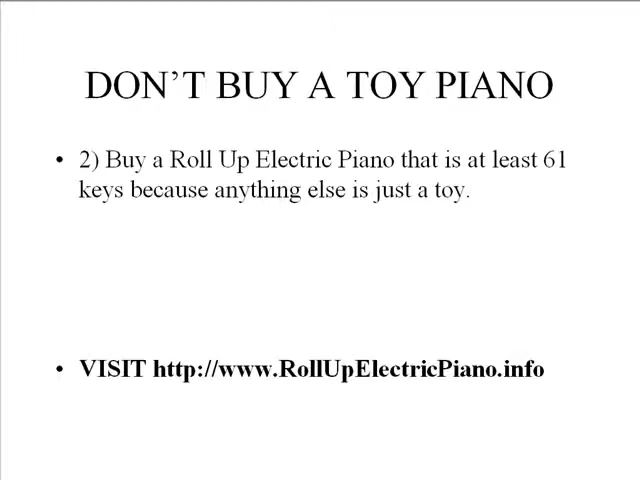 DON’T BUY A TOY PIANO
• 2) Buy a Roll Up Electric Piano that is at least 61
keys because anything else is just a toy.
• VISIT http://www.RollUpElectricPiano.info